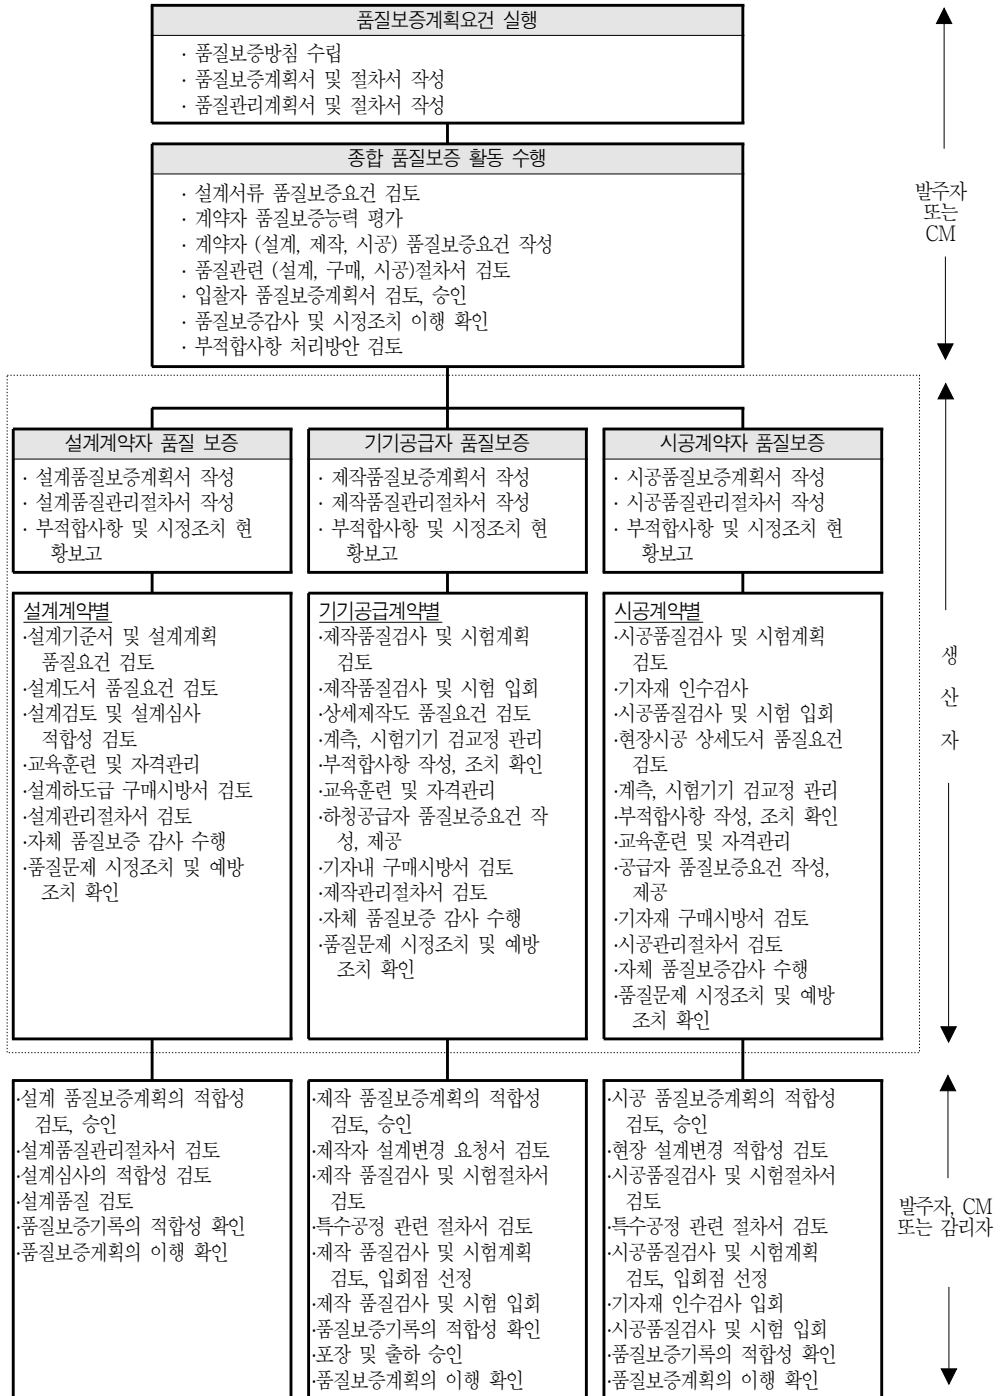 품질보증계획요건 실행
· 품질보증방침 수립
· 품질보증계획서 및 절차서 작성
· 품질관리계획서 및 절차서 작성
종합 품질보증 활동 수행
· 설계서류 품질보증요건 검토
· 계약자 품질보증능력 평가
· 계약자 (설계, 제작, 시공) 품질보증요건 작성
· 품질관련 (설계, 구매, 시공)절차서 검토
· 입찰자 품질보증계획서 검토, 승인
· 품질보증감사 및 시정조치 이행 확인
· 부적합사항 처리방안 검토
발주자
또는
CM
설계계약자 품질 보증
· 설계품질보증계획서 작성
· 설계품질관리절차서 작성
· 부적합사항 및 시정조치 현
황보고
기기공급자 품질보증
· 제작품질보증계획서 작성
· 제작품질관리절차서 작성
· 부적합사항 및 시정조치 현
황보고
시공계약자 품질보증
· 시공품질보증계획서 작성
· 시공품질관리절차서 작성
· 부적합사항 및 시정조치 현
황보고
설계계약별
·설계기준서 및 설계계획
품질요건 검토
·설계도서 품질요건 검토
·설계검토 및 설계심사
적합성 검토
·교육훈련 및 자격관리
·설계하도급 구매시방서 검토
·설계관리절차서 검토
·자체 품질보증 감사 수행
·품질문제 시정조치 및 예방
조치 확인
기기공급계약별
·제작품질검사 및 시험계획
검토
·제작품질검사 및 시험 입회
·상세제작도 품질요건 검토
·계측, 시험기기 검교정 관리
·부적합사항 작성, 조치 확인
·교육훈련 및 자격관리
·하청공급자 품질보증요건 작
성, 제공
·기자내 구매시방서 검토
·제작관리절차서 검토
·자체 품질보증 감사 수행
·품질문제 시정조치 및 예방
조치 확인
시공계약별
·시공품질검사 및 시험계획
검토
·기자재 인수검사
·시공품질검사 및 시험 입회
·현장시공 상세도서 품질요건
검토
·계측, 시험기기 검교정 관리
·부적합사항 작성, 조치 확인
·교육훈련 및 자격관리
·공급자 품질보증요건 작성,
제공
·기자재 구매시방서 검토
·시공관리절차서 검토
·자체 품질보증감사 수행
·품질문제 시정조치 및 예방
조치 확인
생
산
자
·설계 품질보증계획의 적합성
검토, 승인
·설계품질관리절차서 검토
·설계심사의 적합성 검토
·설계품질 검토
·품질보증기록의 적합성 확인
·품질보증계획의 이행 확인
·제작 품질보증계획의 적합성
검토, 승인
·제작자 설계변경 요청서 검토
·제작 품질검사 및 시험절차서
검토
·특수공정 관련 절차서 검토
·제작 품질검사 및 시험계획
검토, 입회점 선정
·제작 품질검사 및 시험 입회
·품질보증기록의 적합성 확인
·포장 및 출하 승인
·품질보증계획의 이행 확인
·시공 품질보증계획의 적합성
검토, 승인
·현장 설계변경 적합성 검토
·시공품질검사 및 시험절차서
검토
·특수공정 관련 절차서 검토
·시공품질검사 및 시험계획
검토, 입회점 선정
·기자재 인수검사 입회
·시공품질검사 및 시험 입회
·품질보증기록의 적합성 확인
·품질보증계획의 이행 확인
발주자, CM
또는 감리자